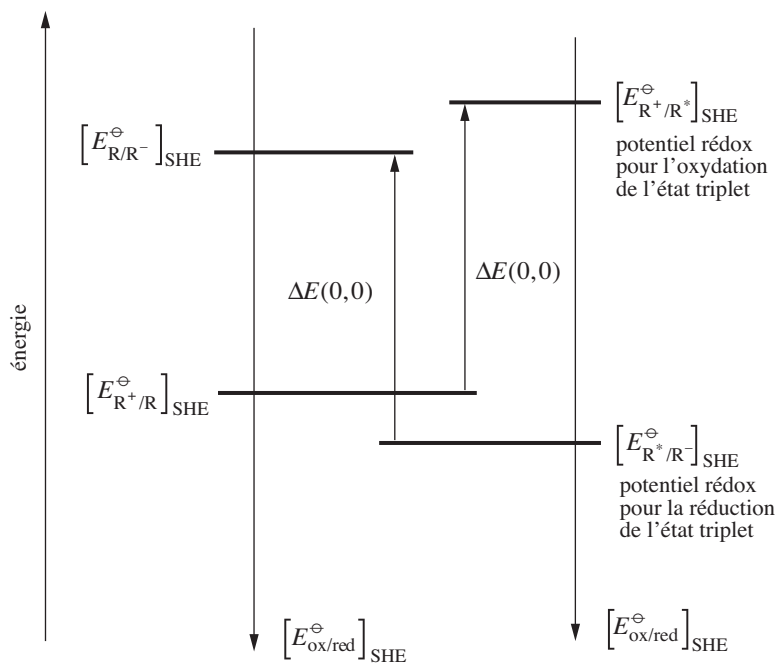 [E⦵R⁺/R*]SHE
potentiel rédox
pour l'oxydation
de l'état triplet
[E⦵R/R⁻]SHE
ΔE(0,0)
ΔE(0,0)
énergie
[E⦵R⁺/R]SHE
[E⦵R*/R⁻]SHE
potentiel rédox
pour la réduction
de l'état triplet
[E⦵ox/red]SHE
[E⦵ox/red]SHE